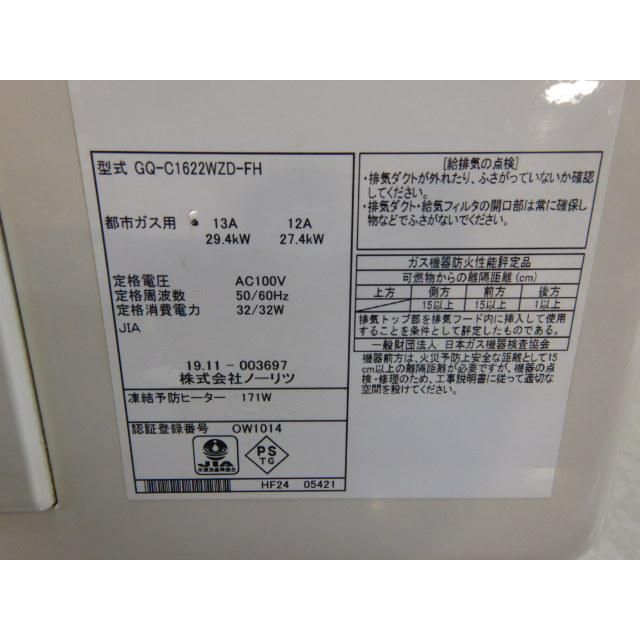 型式 GQ-C1622WZD-FH
都市ガス用 13A 12A
29.4kW 27.4kW
定格電圧 AC100V
定格周波数 50/60Hz
定格消費電力 32/32W
JIA
19.11-003697
株式会社ノーリツ
凍結予防ヒーター 171W
認証登録番号 OW1014
JIA
PS
TG
HF24 05421
[給排気の点検]
・排気ダクトが外れたり、ふさがっていないか確認
してください。
・排気ダクト・給気フィルタの開口部は常に確保し
物などでふさがないでください。
ガス機器防火性能評定品
可燃物からの離隔距離(cm)
上方 側方 前方 後方
15以上 15以上 1以上
排気トップ部を排気フード内に挿入して使用
することを条件として評定したものである。
一般財団法人 日本ガス機器検査協会
機器前方は、火災予防上安全な距離として15
cm以上の離隔距離が必要ですが、機器の点
検・修理のため、工事説明書に従って適切な
空間を設けてください。